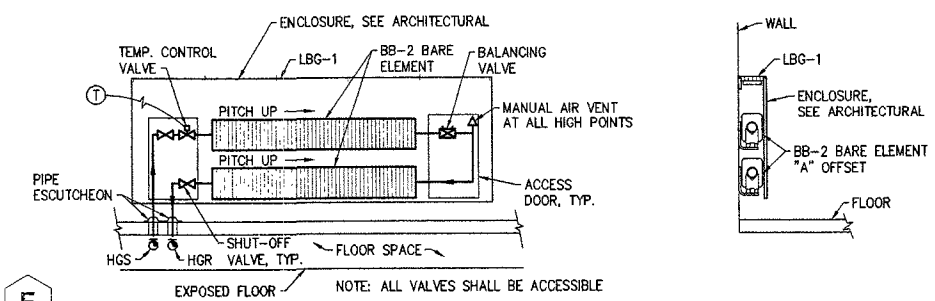 ENCLOSURE, SEE ARCHITECTURAL
TEMP. CONTROL
VALVE
LBG-1
BB-2 BARE
ELEMENT
BALANCING
VALVE
T
PITCH UP
MANUAL AIR VENT
AT ALL HIGH POINTS
PITCH UP
PIPE
ESCUTCHEON
ACCESS
DOOR, TYP.
SHUT-OFF
VALVE, TYP.
HGS
HGR
FLOOR SPACE
EXPOSED FLOOR
NOTE: ALL VALVES SHALL BE ACCESSIBLE
WALL
LBG-1
ENCLOSURE,
SEE ARCHITECTURAL
BB-2 BARE ELEMENT
"A" OFFSET
FLOOR